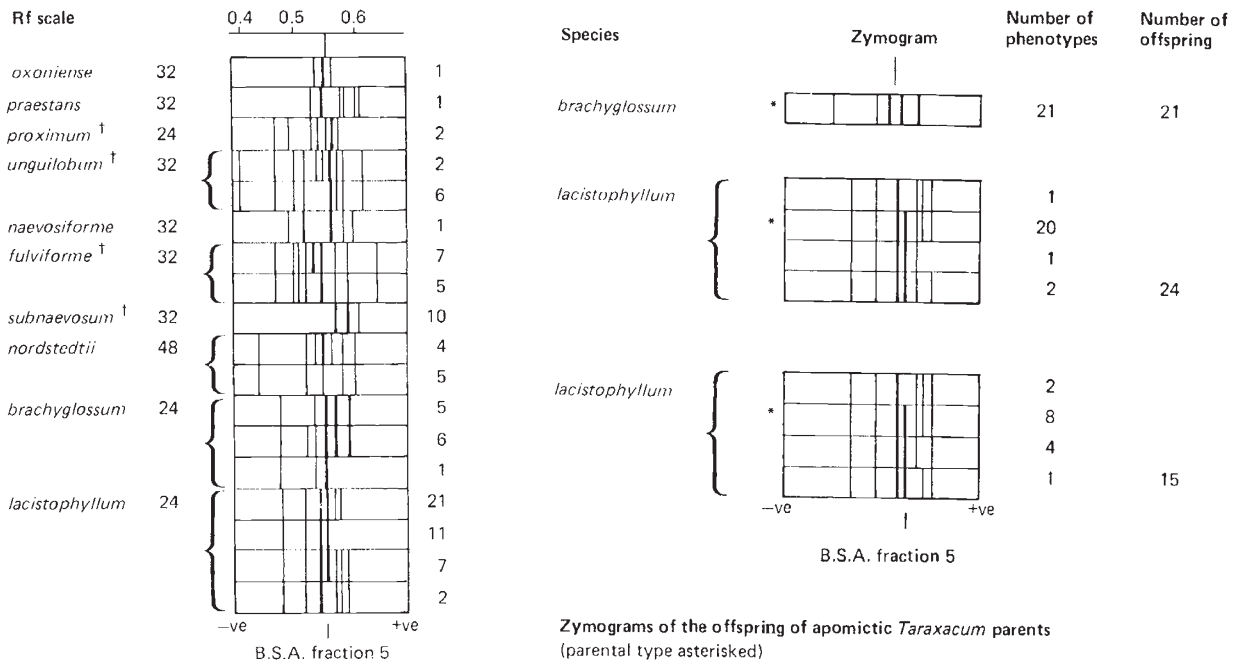 Rf scale 0.4 0.5 0.6
oxoniense 32 1
praestans 32 1
proximum † 24 2
unguilobum † 32 2
6
naevosiforme 32 1
fulviforme † 32 7
5
subnaevosum † 32 10
nordstedtii 48 4
5
brachyglossum 24 5
6
1
lacistophyllum 24 21
11
7
2
−ve +ve
B.S.A. fraction 5
Species Zymogram Number of phenotypes Number of offspring
brachyglossum * 21 21
lacistophyllum 1
* 20
1
2 24
lacistophyllum 2
* 8
4
1 15
−ve +ve
B.S.A. fraction 5
Zymograms of the offspring of apomictic Taraxacum parents
(parental type asterisked)